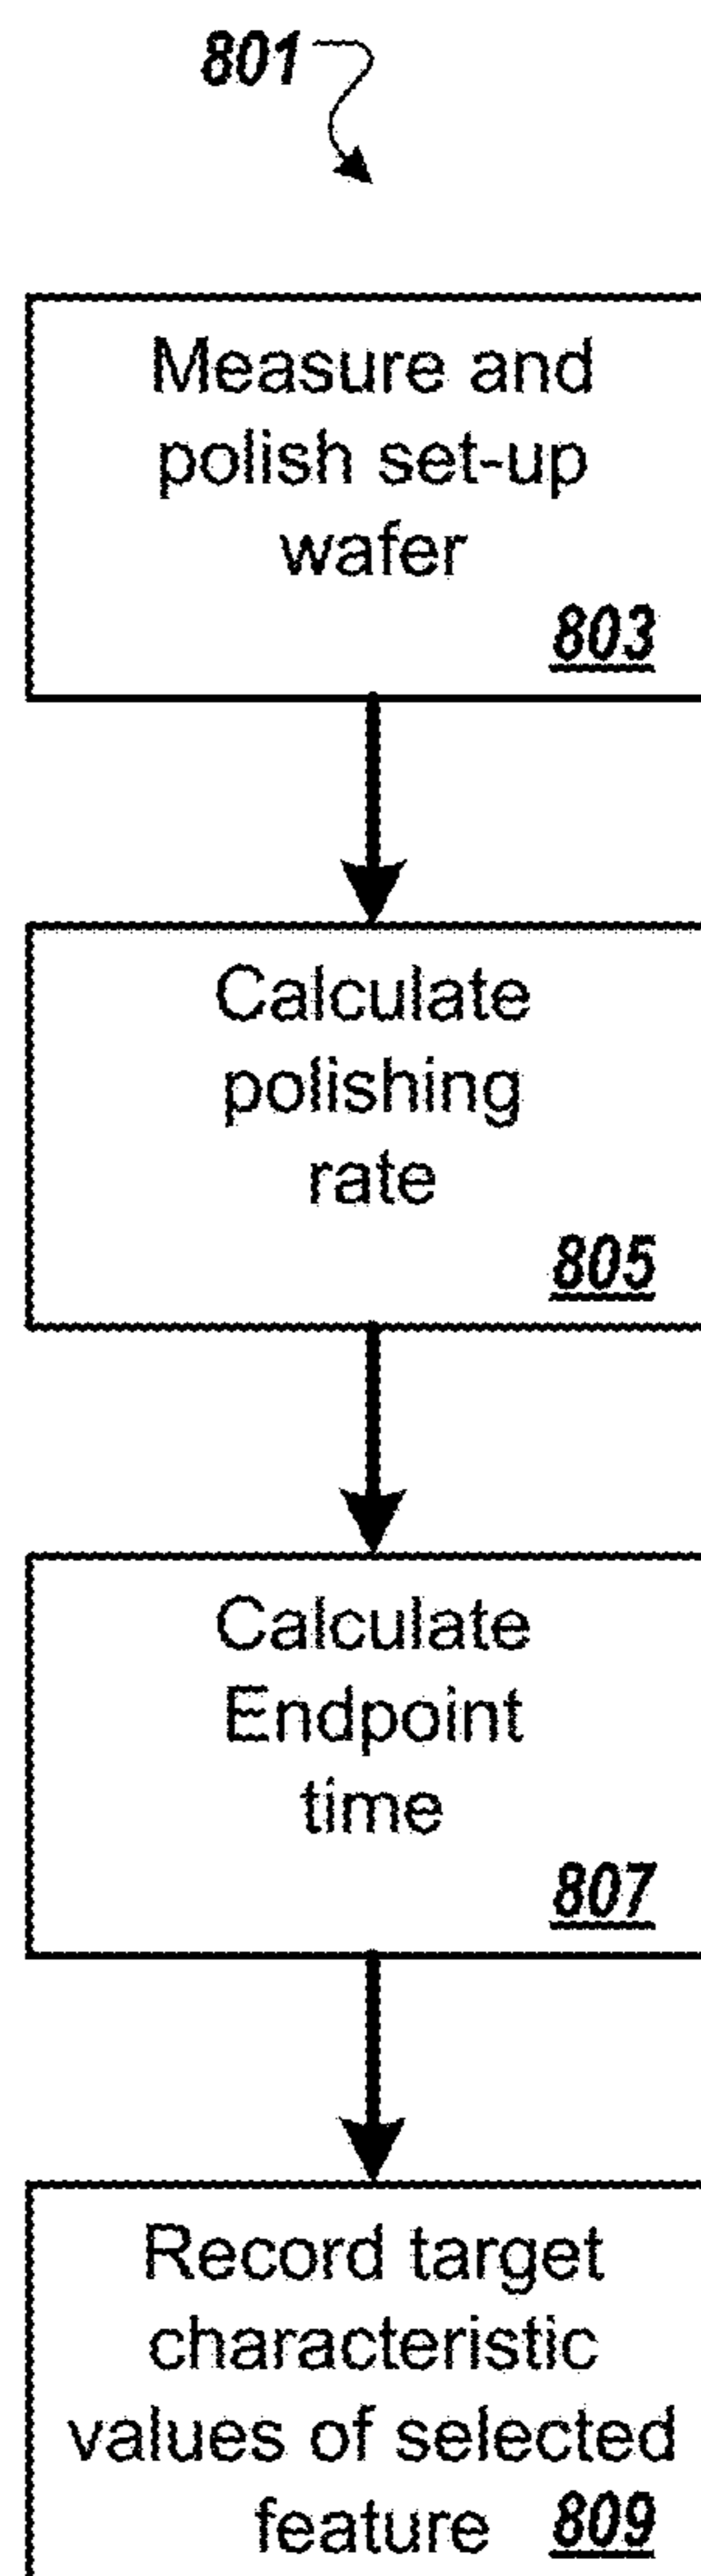 801
Measure and
polish set-up
wafer
803
Calculate
polishing
rate
805
Calculate
Endpoint
time
807
Record target
characteristic
values of selected
feature 809